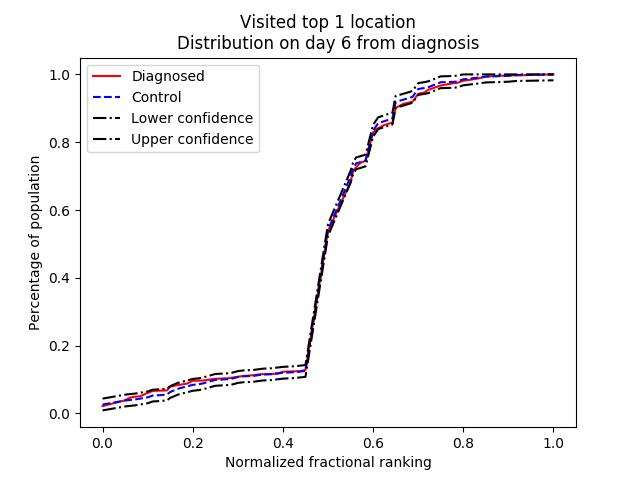 Visited top 1 location
Distribution on day 6 from diagnosis
Diagnosed
Control
Lower confidence
Upper confidence
Percentage of population
1.0
0.8
0.6
0.4
0.2
0.0
0.0 0.2 0.4 0.6 0.8 1.0
Normalized fractional ranking